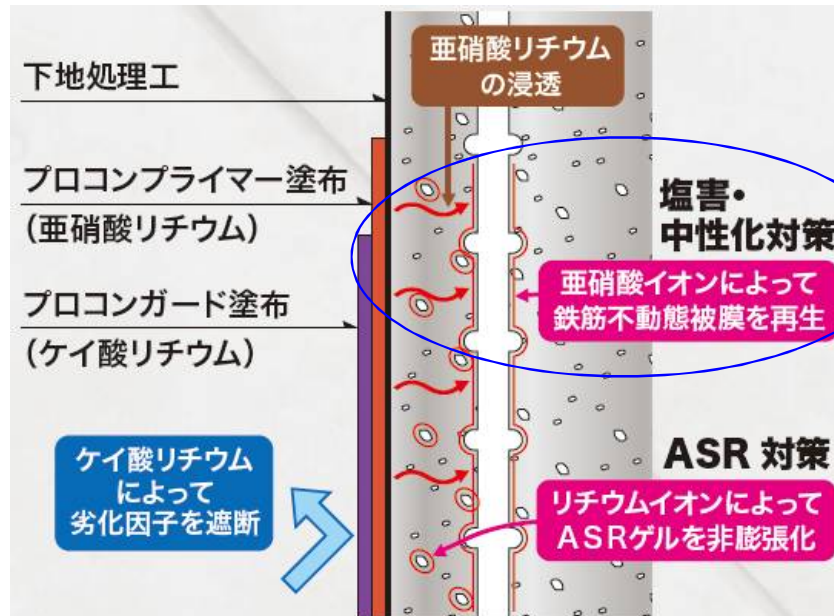 下地処理工
プロコンプライマー塗布
(亜硝酸リチウム)
プロコンガード塗布
(ケイ酸リチウム)
ケイ酸リチウム
によって
劣化因子を遮断
亜硝酸リチウム
の浸透
塩害・
中性化対策
亜硝酸イオンによって
鉄筋不動態被膜を再生
ASR 対策
リチウムイオンによって
ASRゲルを非膨張化